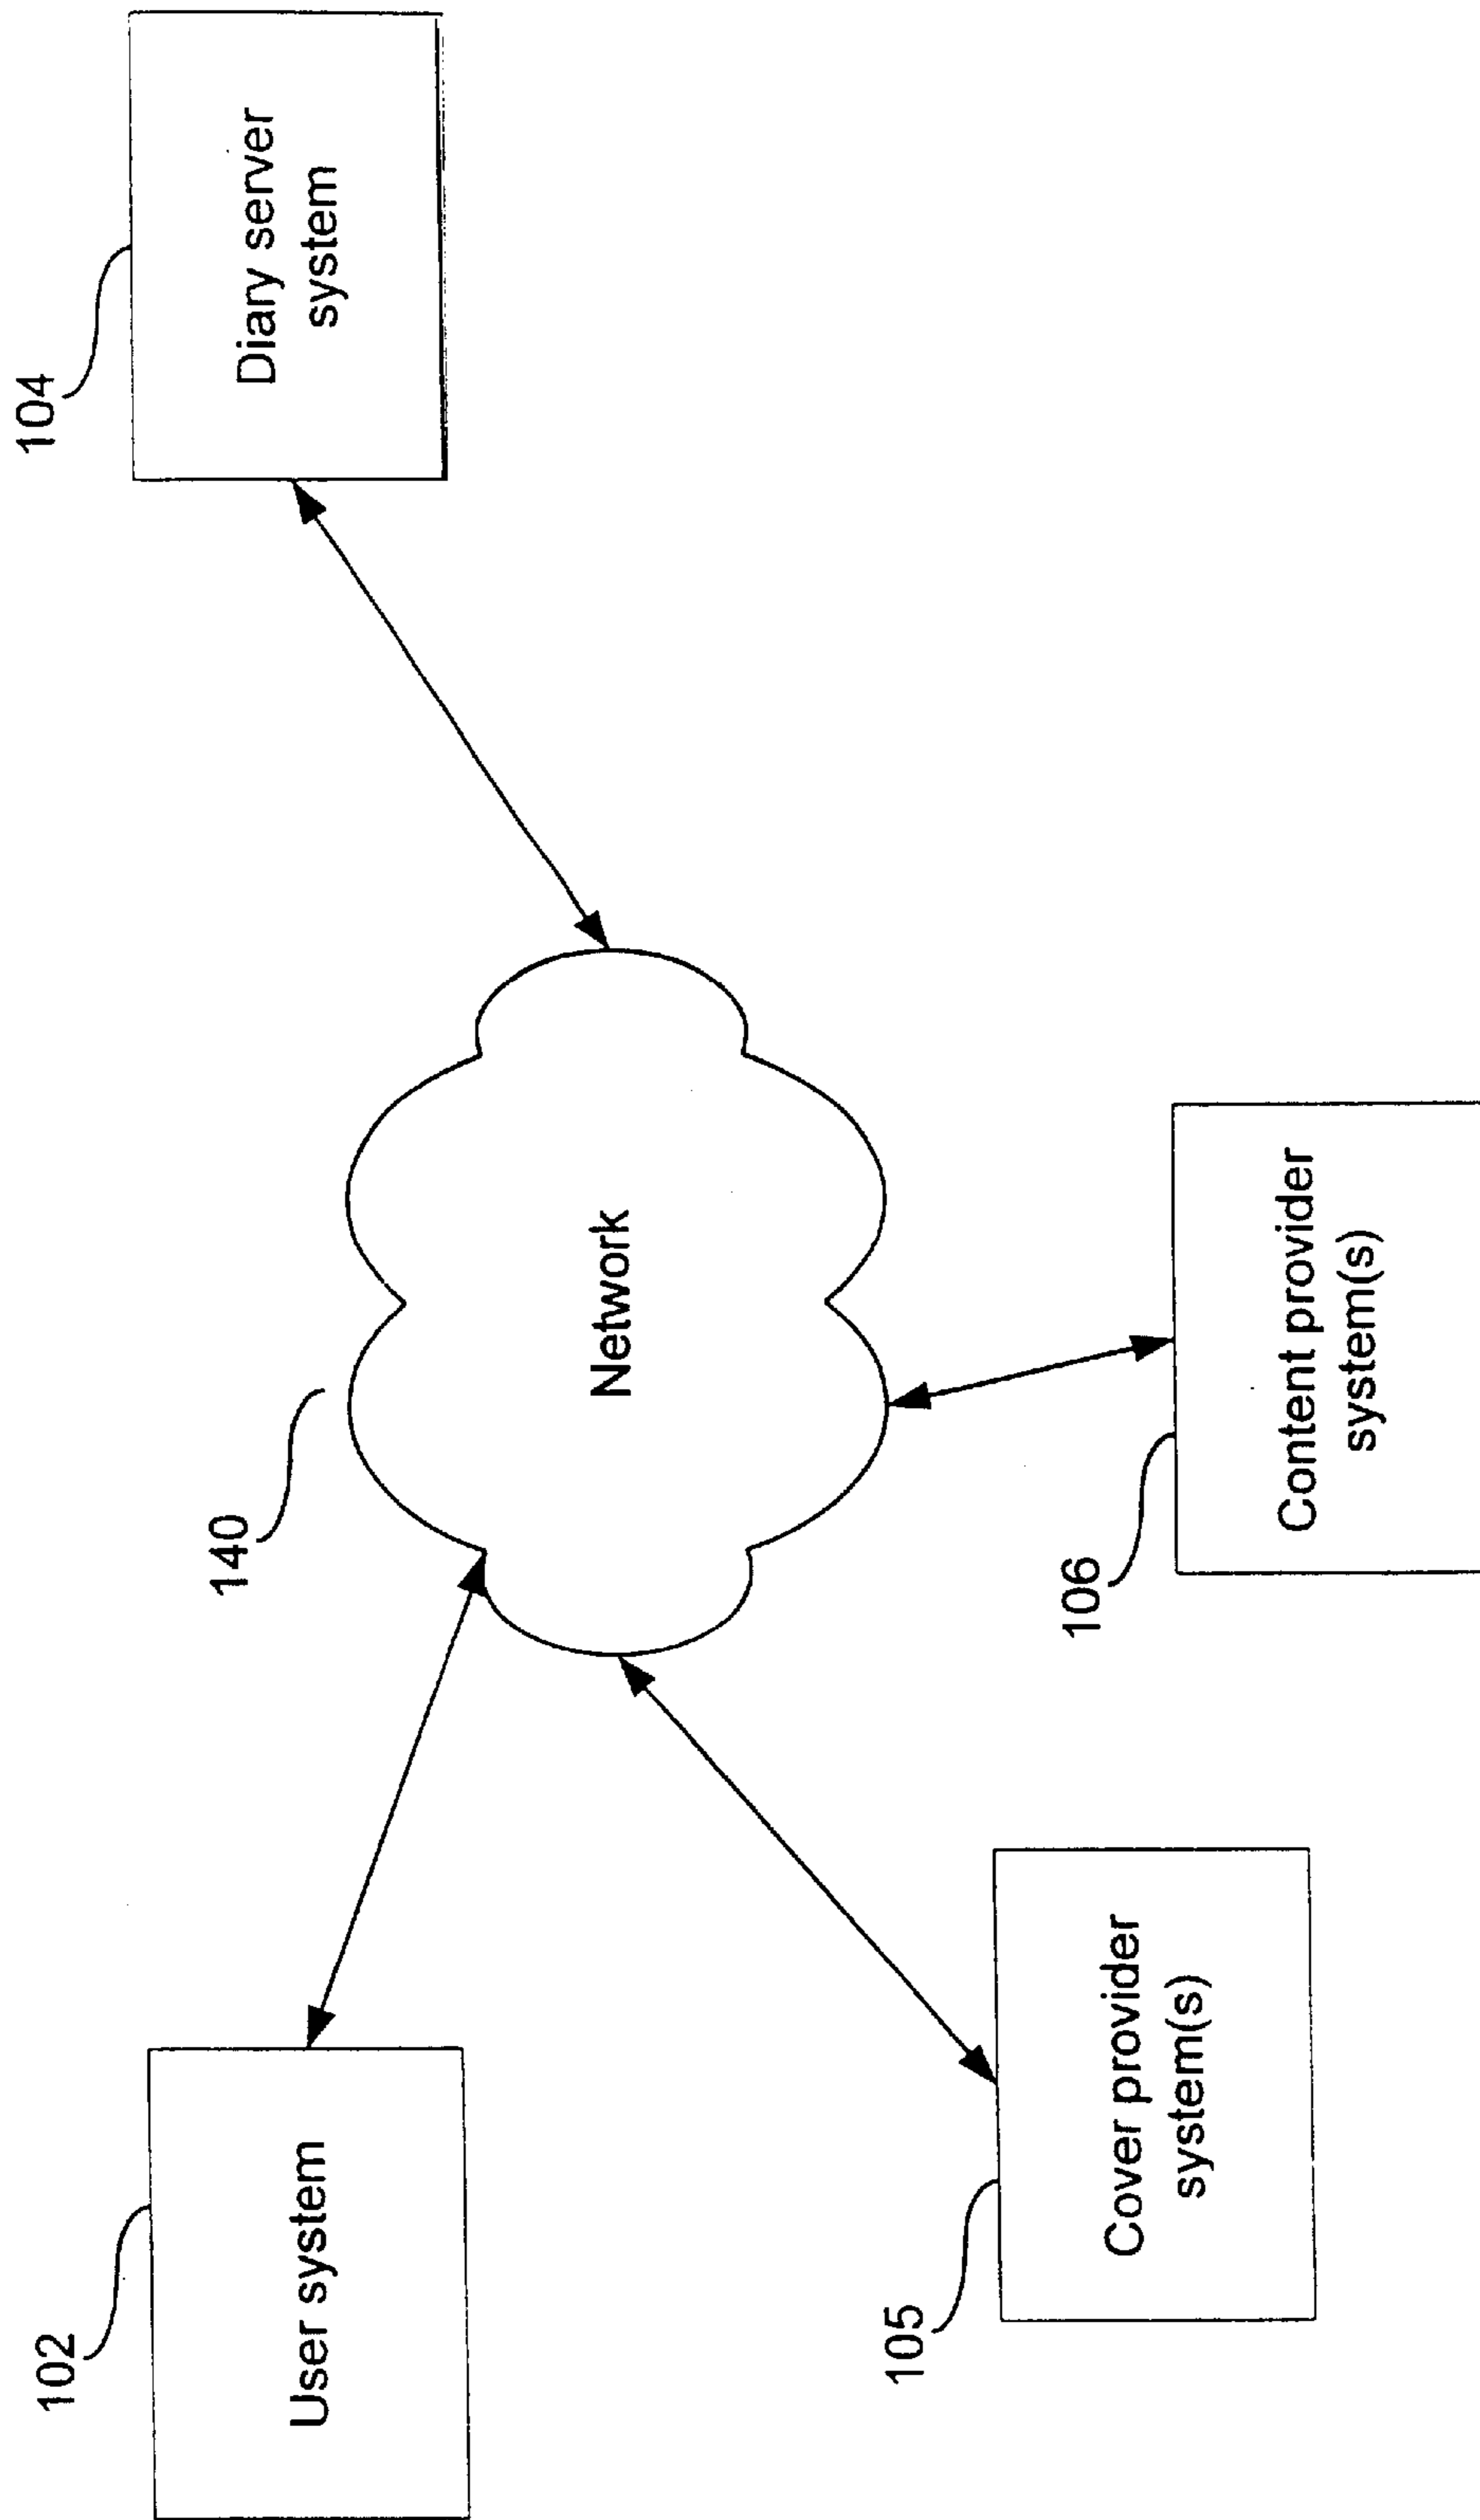 102
User system
140
Network
104
Diary server
system
105
Cover provider
system(s)
106
Content provider
system(s)